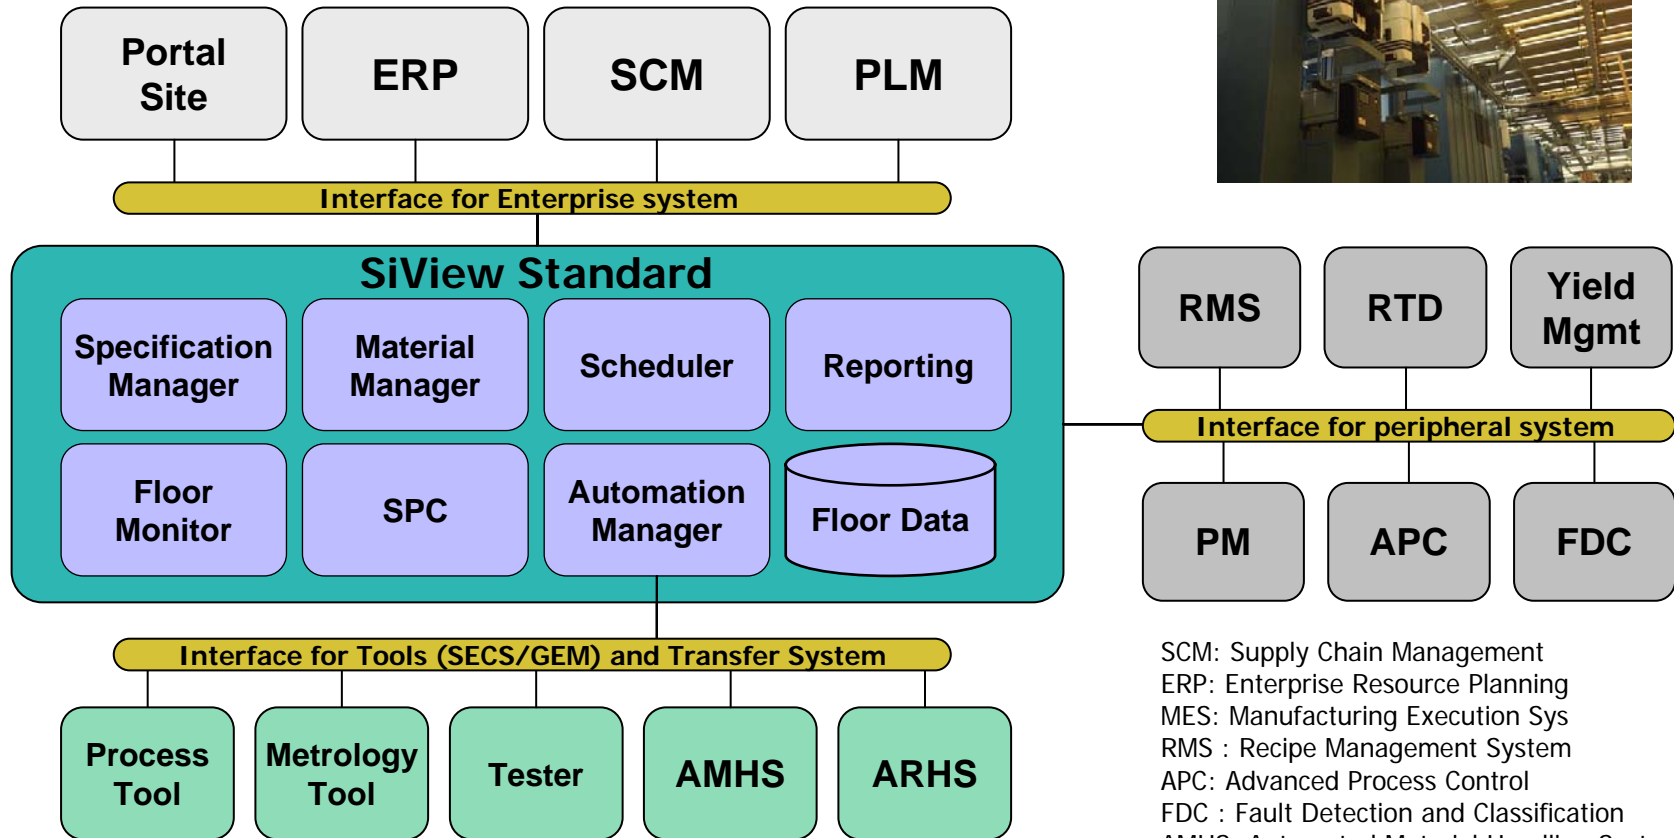 Portal
Site
ERP
SCM
PLM
Interface for Enterprise system
SiView Standard
Specification
Manager
Material
Manager
Scheduler
Reporting
Floor
Monitor
SPC
Automation
Manager
Floor Data
RMS
RTD
Yield
Mgmt
Interface for peripheral system
PM
APC
FDC
Interface for Tools (SECS/GEM) and Transfer System
Process
Tool
Metrology
Tool
Tester
AMHS
ARHS
SCM: Supply Chain Management
ERP: Enterprise Resource Planning
MES: Manufacturing Execution Sys
RMS : Recipe Management System
APC: Advanced Process Control
FDC : Fault Detection and Classification
AMHS: Automated Material